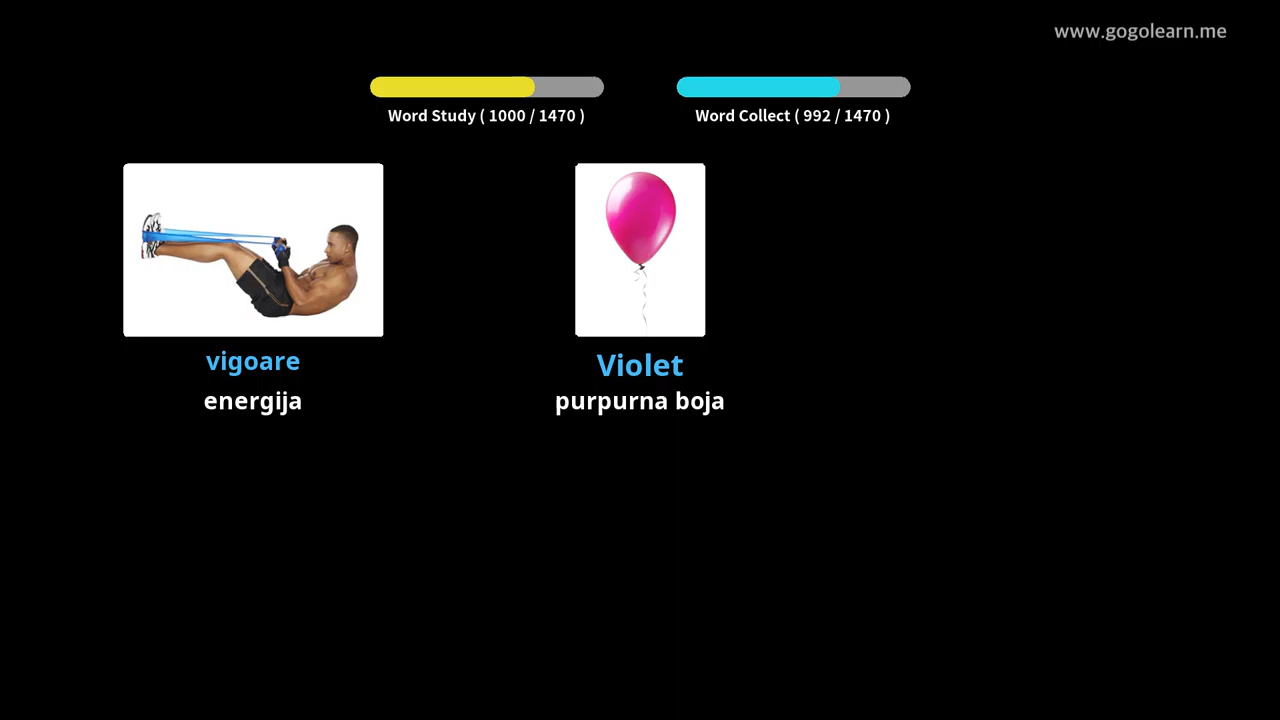 www.gogolearn.me
Word Study ( 1000 / 1470 )
Word Collect ( 992 / 1470 )
vigoare
energija
Violet
purpurna boja